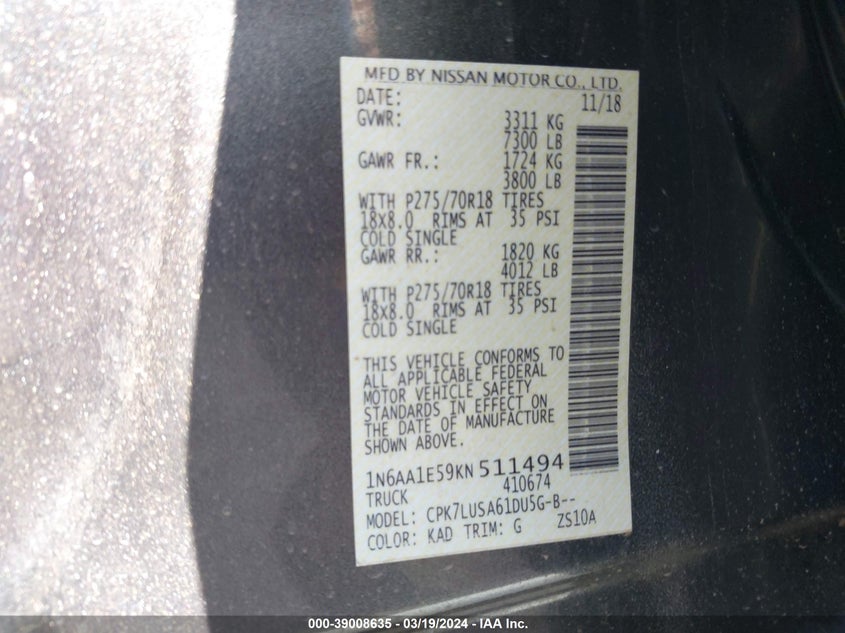 MFD BY NISSAN MOTOR CO., LTD.
DATE: 11/18
GVWR: 3311 KG
7300 LB
GAWR FR.: 1724 KG
3800 LB
WITH P275/70R18 TIRES
18x8.0 RIMS AT 35 PSI
COLD SINGLE
GAWR RR.: 1820 KG
4012 LB
WITH P275/70R18 TIRES
18x8.0 RIMS AT 35 PSI
COLD SINGLE
THIS VEHICLE CONFORMS TO
ALL APPLICABLE FEDERAL
MOTOR VEHICLE SAFETY
STANDARDS IN EFFECT ON
THE DATE OF MANUFACTURE
SHOWN ABOVE.
1N6AA1E59KN511494
TRUCK 410674
MODEL: CPK7LUSA61DU5G-B--
COLOR: KAD TRIM: G ZS10A
000-39008635 - 03/19/2024 - IAA Inc.